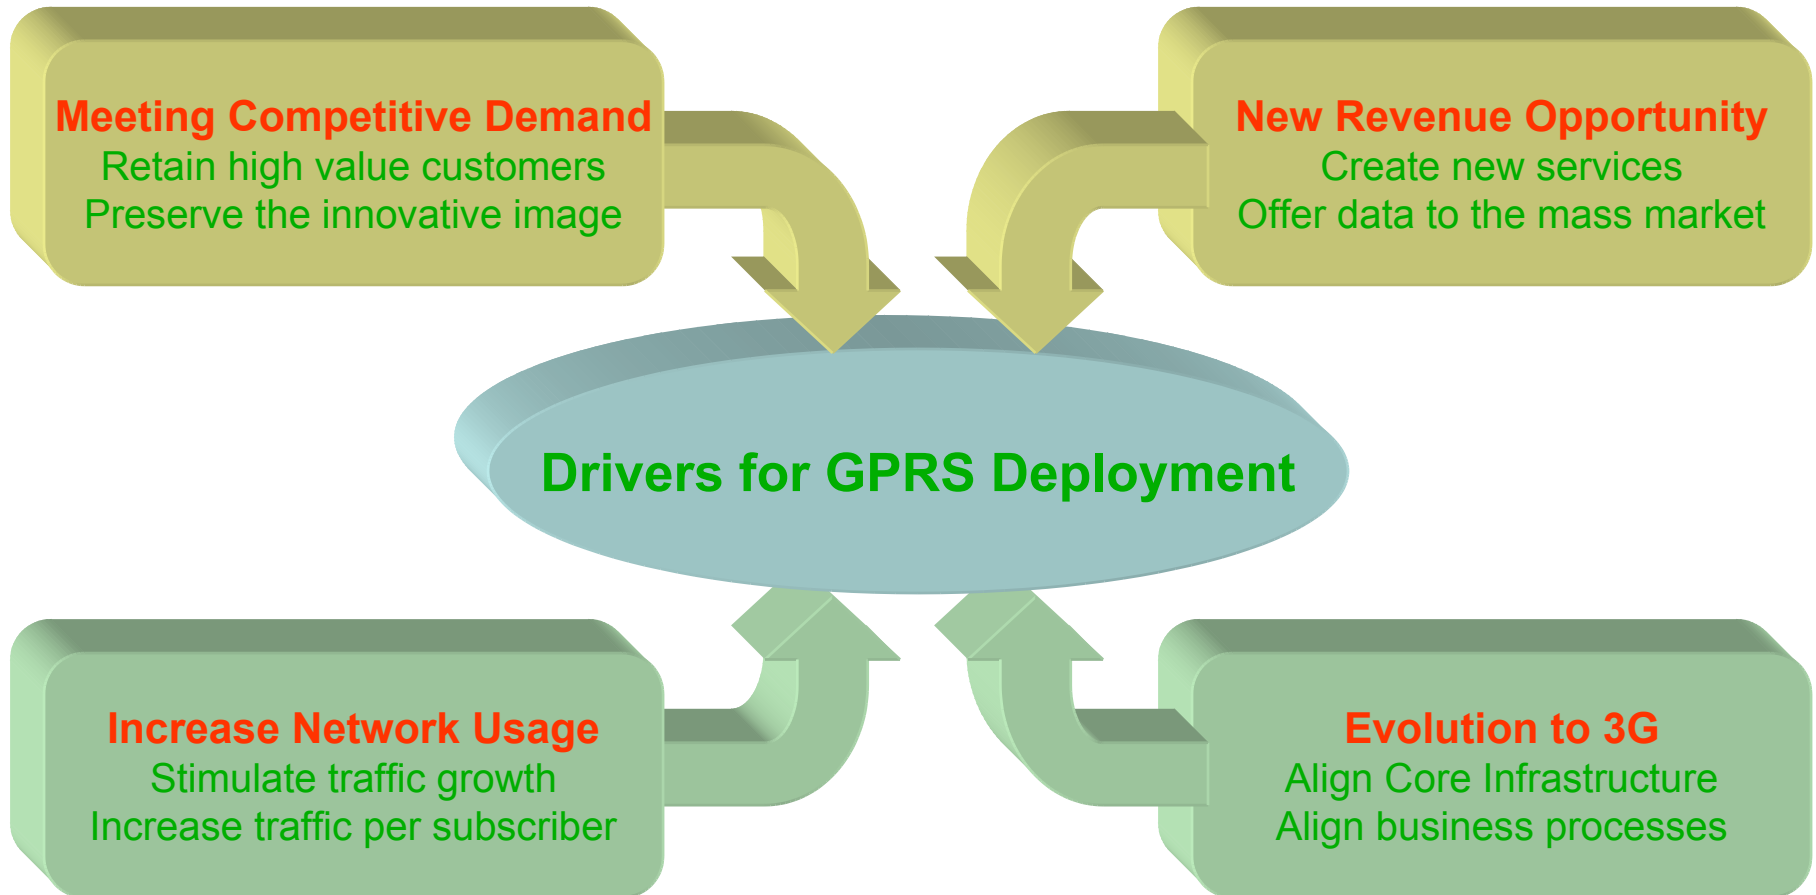 Meeting Competitive Demand
Retain high value customers
Preserve the innovative image
New Revenue Opportunity
Create new services
Offer data to the mass market
Drivers for GPRS Deployment
Increase Network Usage
Stimulate traffic growth
Increase traffic per subscriber
Evolution to 3G
Align Core Infrastructure
Align business processes